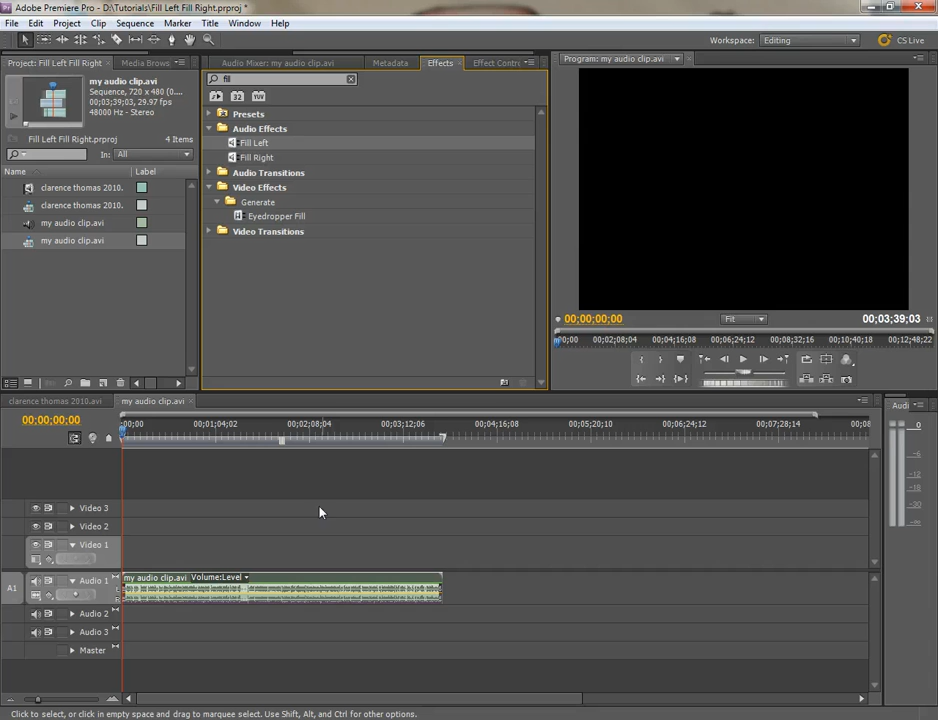 Adobe Premiere Pro - D:\Tutorials\Fill Left Fill Right.prproj *
File Edit Project Clip Sequence Marker Title Window Help
Workspace: Editing CS Live
Project: Fill Left Fill Right Media Brows
my audio clip.avi
Sequence, 720 x 480 (0....
00;03;39;03, 29.97 fps
48000 Hz - Stereo
Fill Left Fill Right.prproj 4 Items
In: All
Name Label
clarence thomas 2010.
clarence thomas 2010.
my audio clip.avi
my audio clip.avi
Audio Mixer: my audio clip.avi Metadata Effects Effect Contro
fill
32 YUV
Presets
Audio Effects
Fill Left
Fill Right
Audio Transitions
Video Effects
Generate
Eyedropper Fill
Video Transitions
Program: my audio clip.avi
00;00;00;00 Fit 00;03;39;03
;00;00 00;02;08;04 00;04;16;08 00;06;24;12 00;08;32;16 00;10;40;18 00;12;48;22
clarence thomas 2010.avi my audio clip.avi
00;00;00;00
;00;00 00;01;04;02 00;02;08;04 00;03;12;06 00;04;16;08 00;05;20;10 00;06;24;12 00;07;28;14 00;08
Video 3
Video 2
Video 1
my audio clip.avi Volume:Level
A1 Audio 1
Audio 2
Audio 3
Master
Audi
0
-6
-12
-18
Click to select, or click in empty space and drag to marquee select. Use Shift, Alt, and Ctrl for other options.